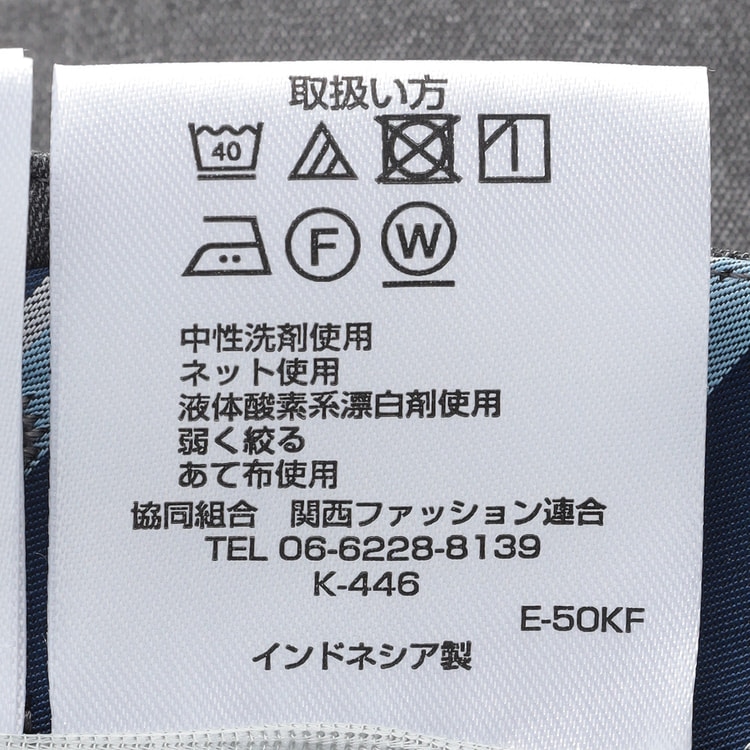 取扱い方
40
F W
中性洗剤使用
ネット使用
液体酸素系漂白剤使用
弱く絞る
あて布使用
協同組合　関西ファッション連合
TEL 06-6228-8139
K-446
E-50KF
インドネシア製